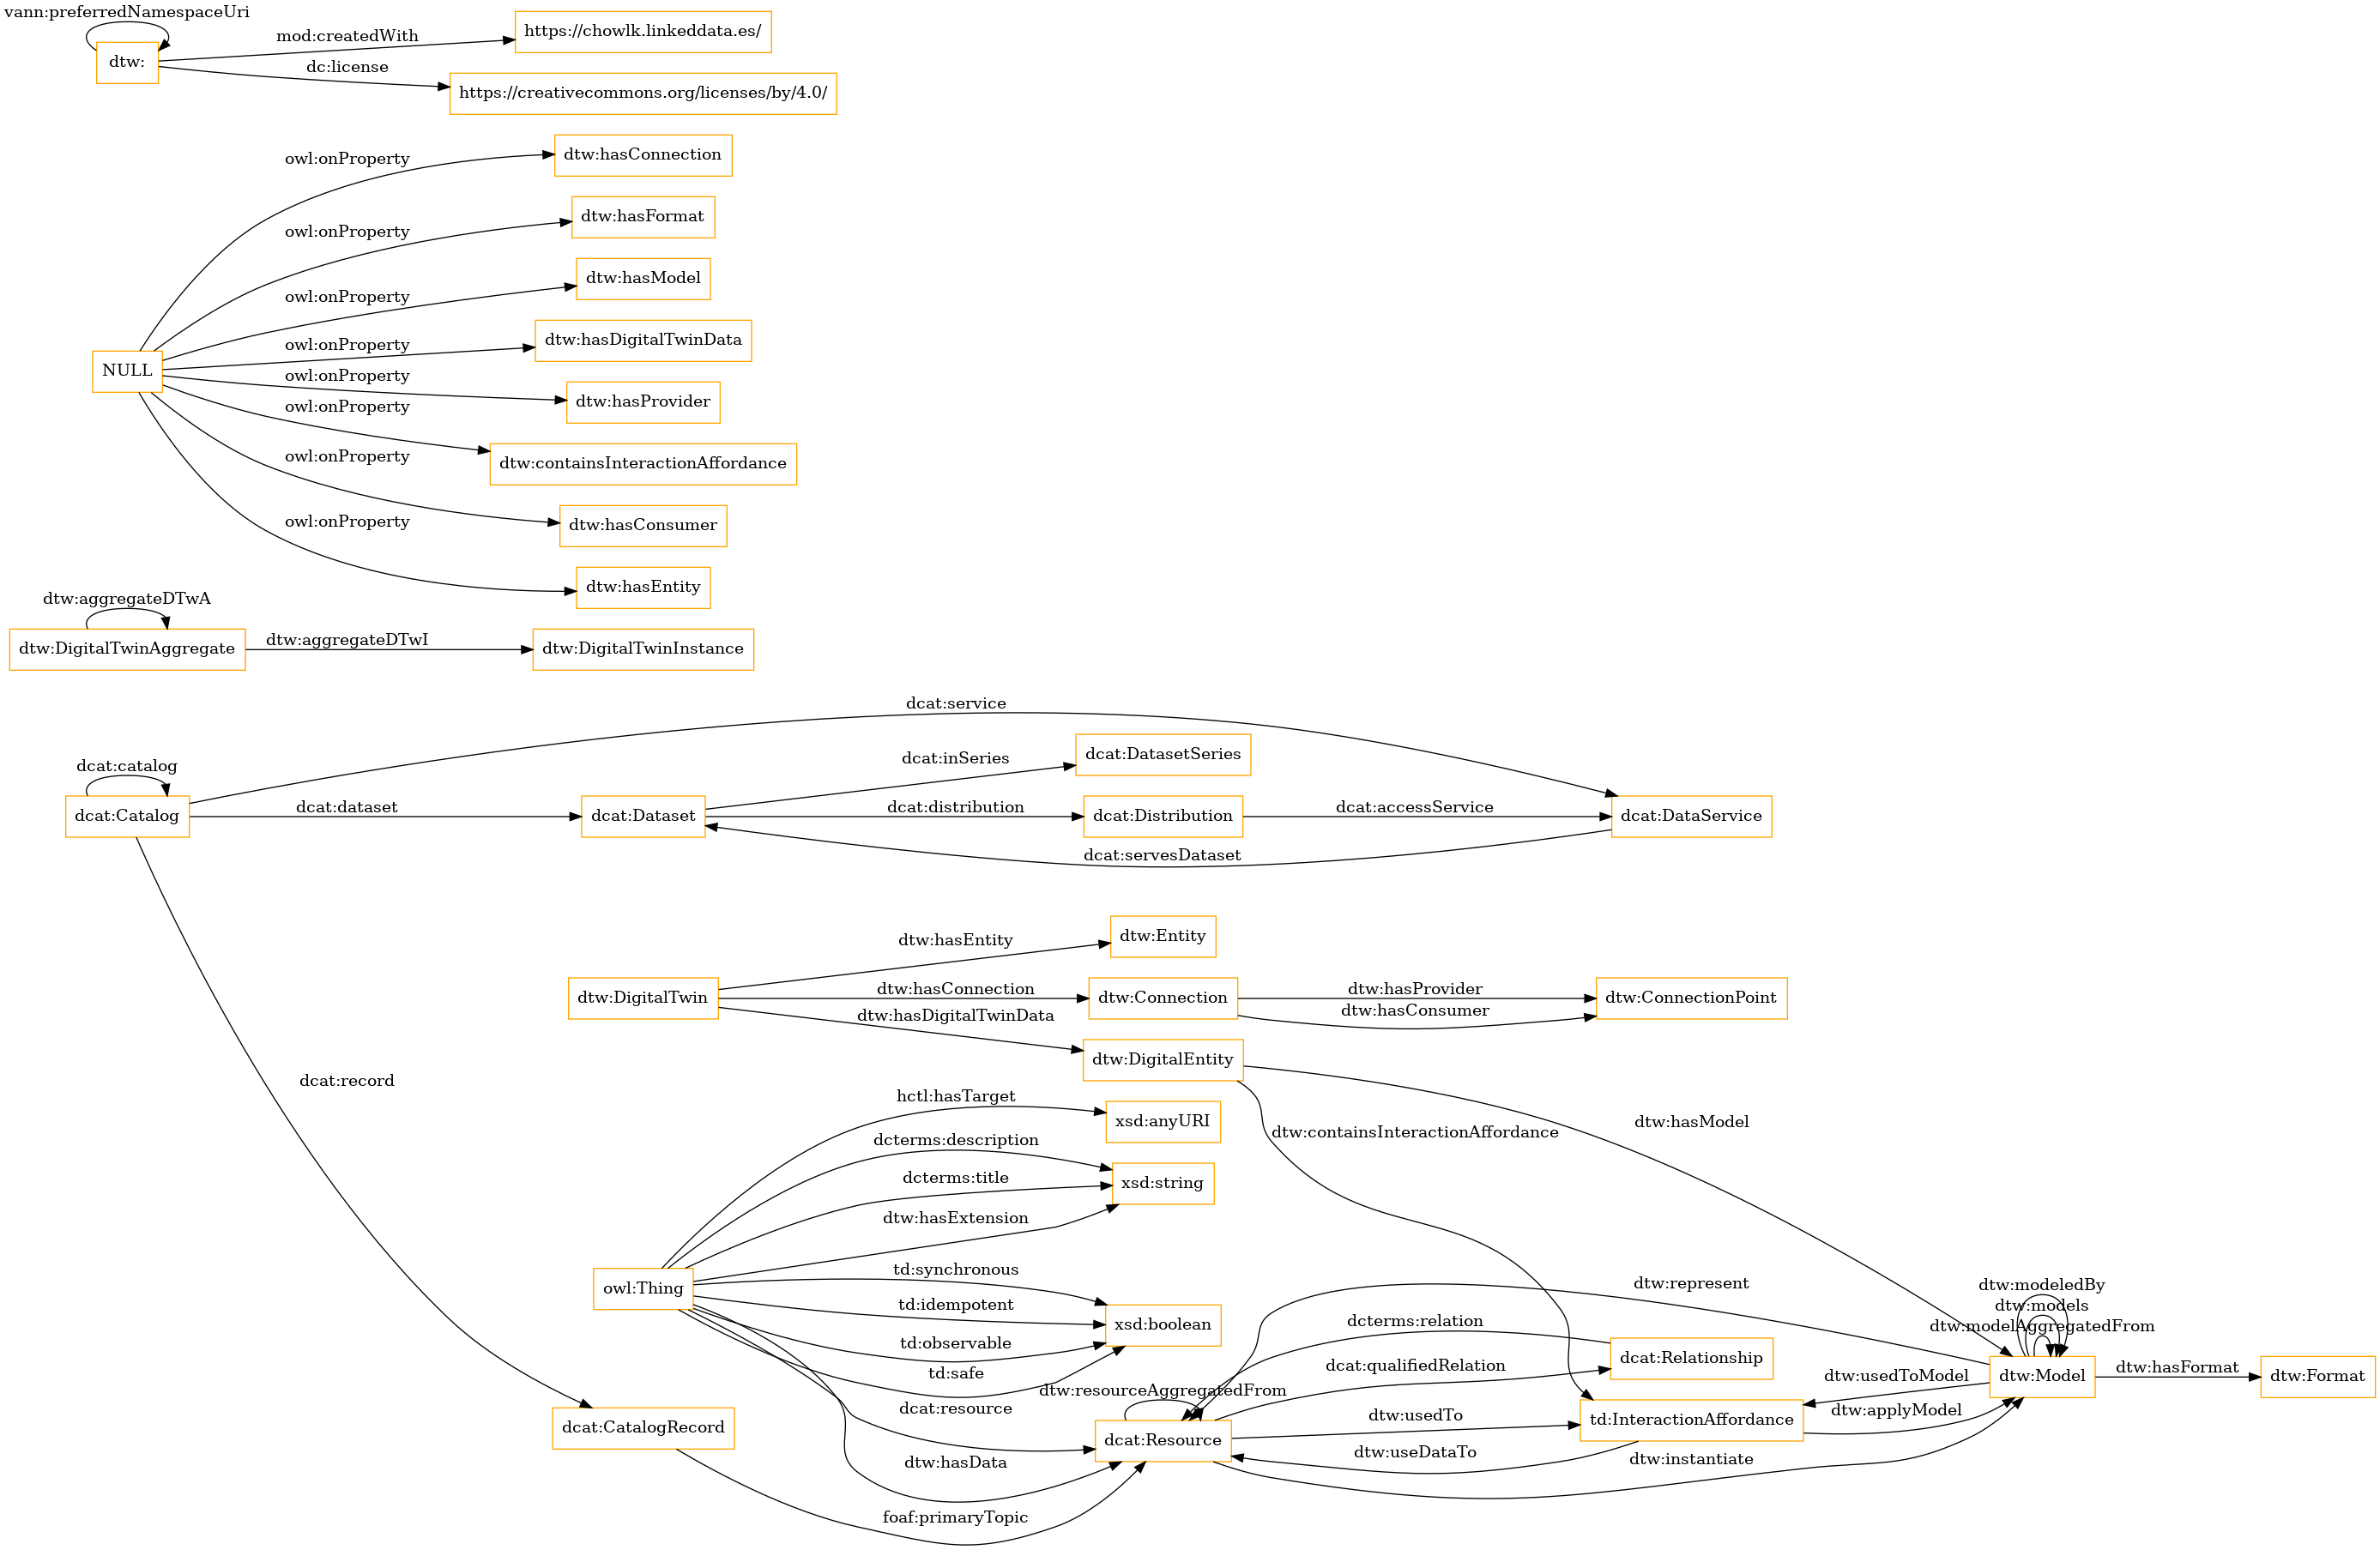 vann:preferredNamespaceUri
dtw:
mod:createdWith
https://chowlk.linkeddata.es/
dc:license
https://creativecommons.org/licenses/by/4.0/
NULL
owl:onProperty
dtw:hasConnection
owl:onProperty
dtw:hasFormat
owl:onProperty
dtw:hasModel
owl:onProperty
dtw:hasDigitalTwinData
owl:onProperty
dtw:hasProvider
owl:onProperty
dtw:containsInteractionAffordance
owl:onProperty
dtw:hasConsumer
owl:onProperty
dtw:hasEntity
dtw:aggregateDTwA
dtw:DigitalTwinAggregate
dtw:aggregateDTwI
dtw:DigitalTwinInstance
dcat:service
dcat:catalog
dcat:Catalog
dcat:dataset
dcat:Dataset
dcat:inSeries
dcat:DatasetSeries
dcat:distribution
dcat:Distribution
dcat:accessService
dcat:DataService
dcat:servesDataset
dcat:record
dtw:DigitalTwin
dtw:hasEntity
dtw:Entity
dtw:hasConnection
dtw:Connection
dtw:hasProvider
dtw:hasConsumer
dtw:ConnectionPoint
dtw:hasDigitalTwinData
dtw:DigitalEntity
dtw:containsInteractionAffordance
dtw:hasModel
owl:Thing
hctl:hasTarget
xsd:anyURI
dcterms:description
dcterms:title
dtw:hasExtension
xsd:string
td:synchronous
td:idempotent
td:observable
td:safe
xsd:boolean
dcat:resource
dtw:hasData
dcat:CatalogRecord
foaf:primaryTopic
dtw:resourceAggregatedFrom
dcat:Resource
dtw:represent
dcterms:relation
dcat:qualifiedRelation
dcat:Relationship
dtw:usedTo
dtw:useDataTo
td:InteractionAffordance
dtw:instantiate
dtw:usedToModel
dtw:applyModel
dtw:modeledBy
dtw:models
dtw:modelAggregatedFrom
dtw:Model
dtw:hasFormat
dtw:Format